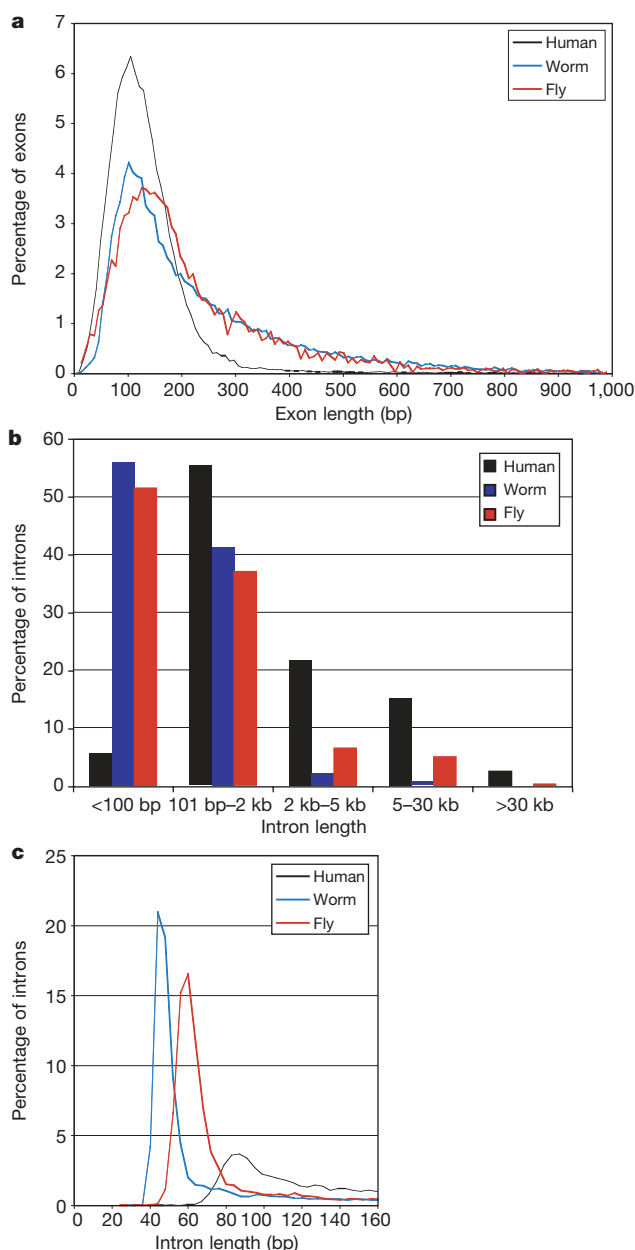 a
7
6
5
4
3
2
1
0
Percentage of exons
Human
Worm
Fly
0 100 200 300 400 500 600 700 800 900 1,000
Exon length (bp)
b
60
50
40
30
20
10
0
Percentage of introns
Human
Worm
Fly
<100 bp 101 bp–2 kb 2 kb–5 kb 5–30 kb >30 kb
Intron length
c
25
20
15
10
5
0
Percentage of introns
Human
Worm
Fly
0 20 40 60 80 100 120 140 160
Intron length (bp)